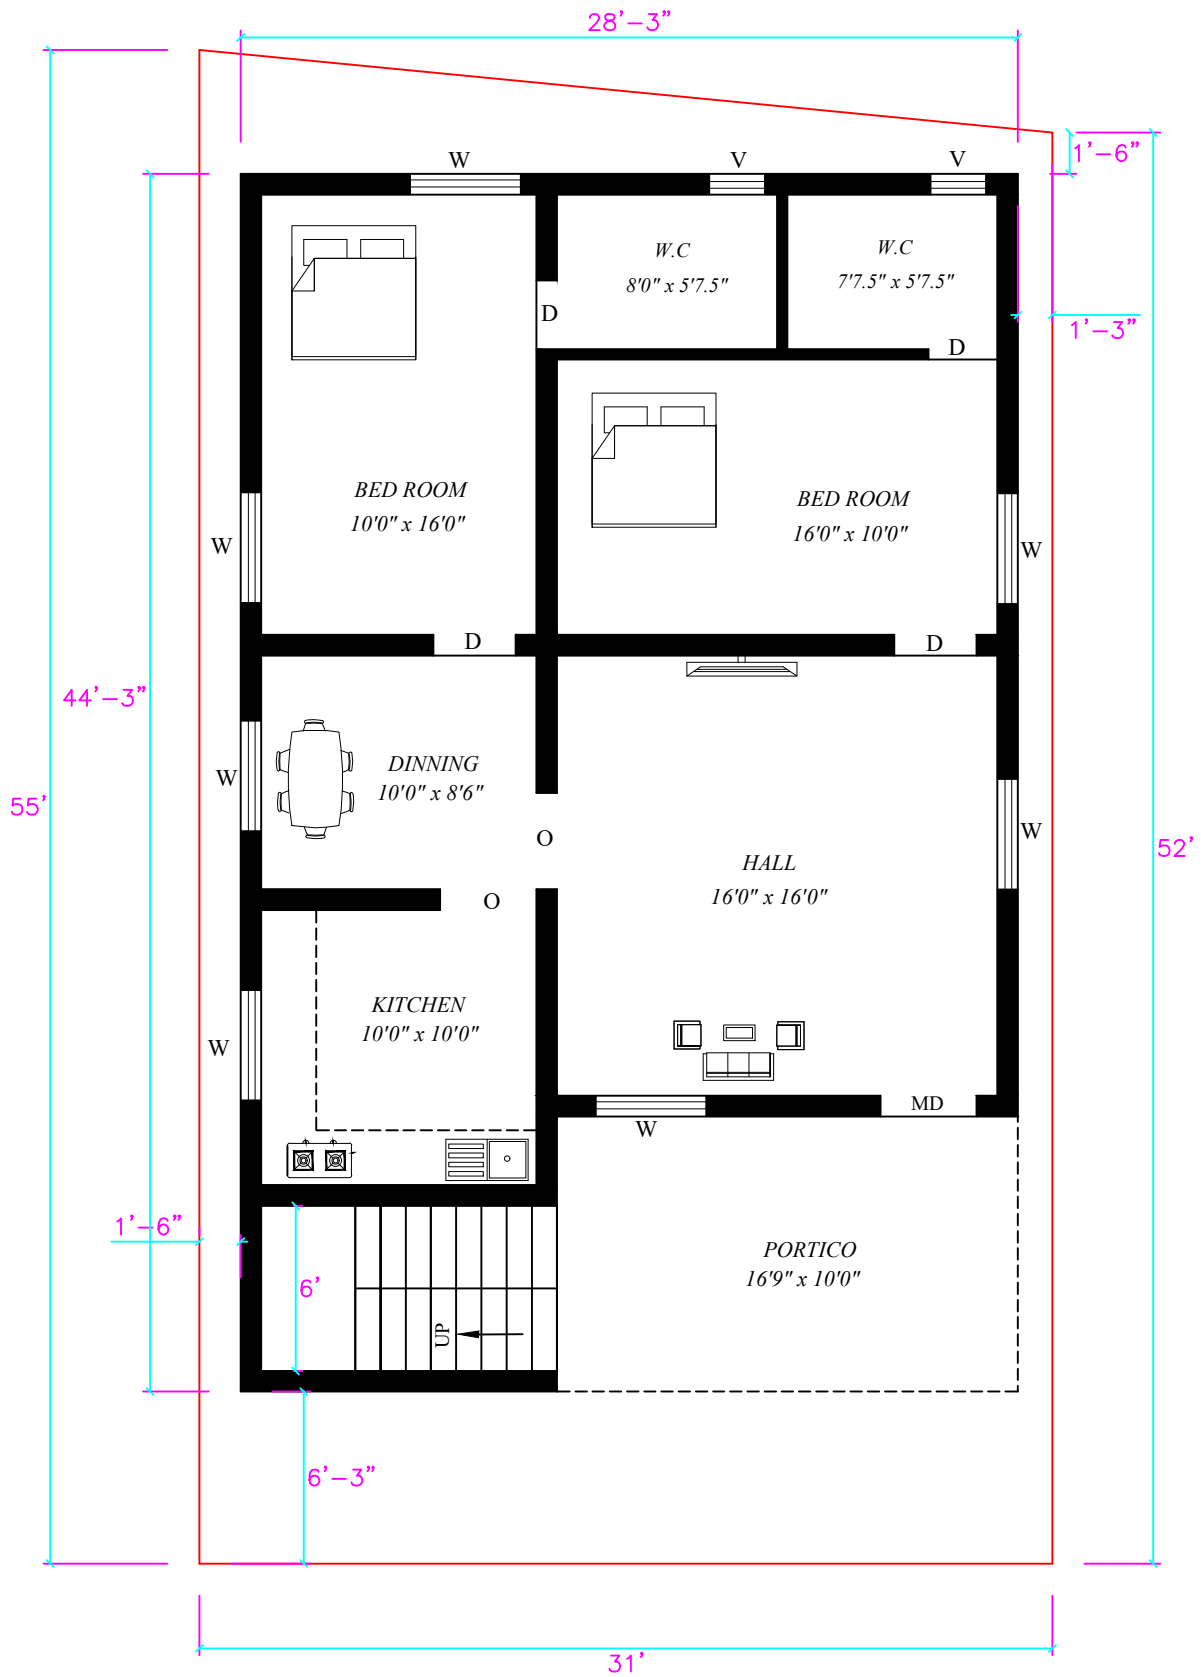 28'-3"
1'-6"
W
V
V
W.C
8'0" x 5'7.5"
W.C
7'7.5" x 5'7.5"
D
1'-3"
D
BED ROOM
10'0" x 16'0"
BED ROOM
16'0" x 10'0"
W
W
D
D
44'-3"
DINNING
10'0" x 8'6"
W
55'
O
W
52'
HALL
16'0" x 16'0"
O
KITCHEN
10'0" x 10'0"
W
MD
W
1'-6"
6'
UP
PORTICO
16'9" x 10'0"
6'-3"
31'